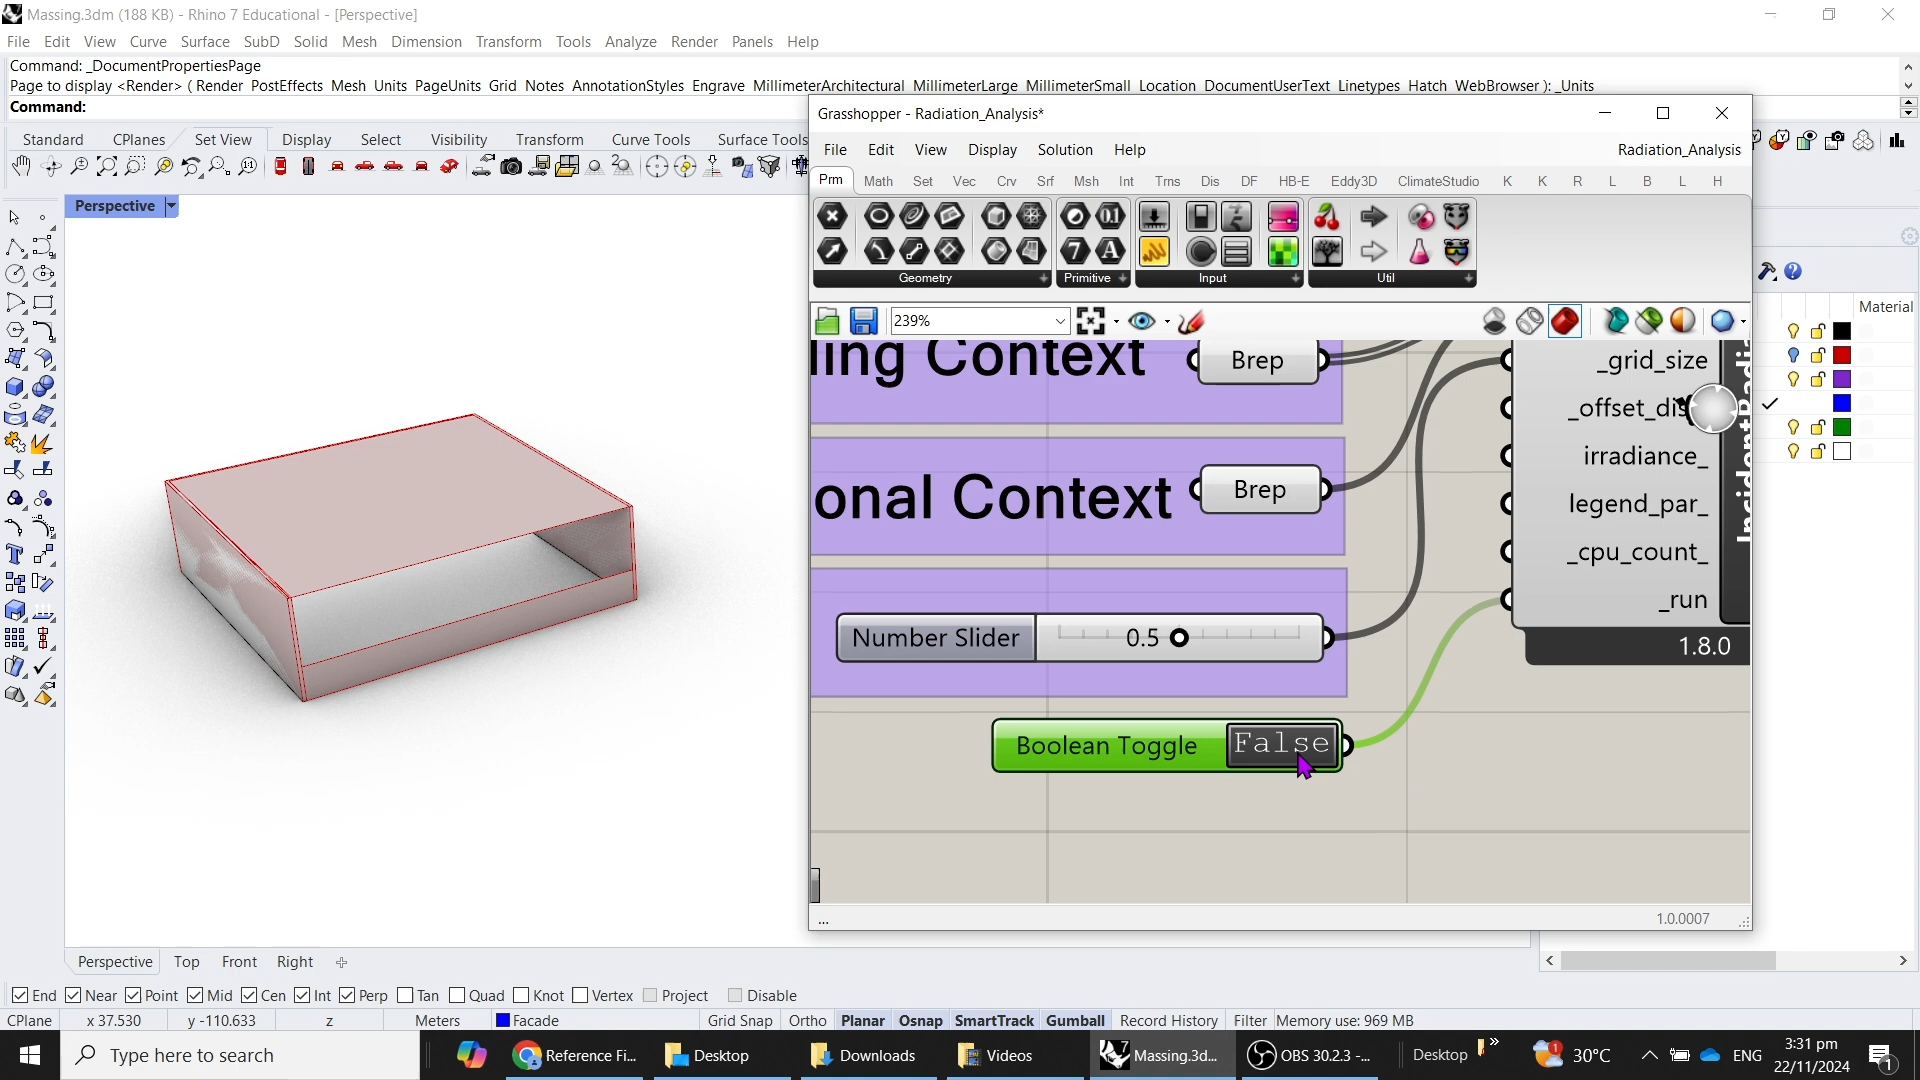 Massing.3dm (188 KB) - Rhino 7 Educational - [Perspective]
File Edit View Curve Surface SubD Solid Mesh Dimension Transform Tools Analyze Render Panels Help
Command: _DocumentPropertiesPage
Page to display <Render> ( Render PostEffects Mesh Units PageUnits Grid Notes AnnotationStyles Engrave MillimeterArchitectural MillimeterLarge MillimeterSmall Location DocumentUserText Linetypes Hatch WebBrowser ): _Units
Command:
Standard CPlanes Set View Display Select Visibility Transform Curve Tools Surface Tools
Perspective
Grasshopper - Radiation_Analysis*
File Edit View Display Solution Help Radiation_Analysis
Prm Math Set Vec Crv Srf Msh Int Trns Dis DF HB-E Eddy3D ClimateStudio K K R L B L H
Geometry Primitive Input Util
239%
Material
ling Context
Brep
_grid_size
_offset_dis
irradiance_
onal Context
Brep
legend_par_
_cpu_count_
_run
IncidentRadia
Number Slider 0.5
1.8.0
Boolean Toggle False
...
1.0.0007
Perspective Top Front Right
End Near Point Mid Cen Int Perp Tan Quad Knot Vertex Project Disable
CPlane x 37.530 y -110.633 z Meters Facade Grid Snap Ortho Planar Osnap SmartTrack Gumball Record History Filter Memory use: 969 MB
Type here to search
Reference Fi...
Desktop
Downloads
Videos
Massing.3d...
OBS 30.2.3 -...
Desktop
1
30°C
ENG
3:31 pm
22/11/2024
1